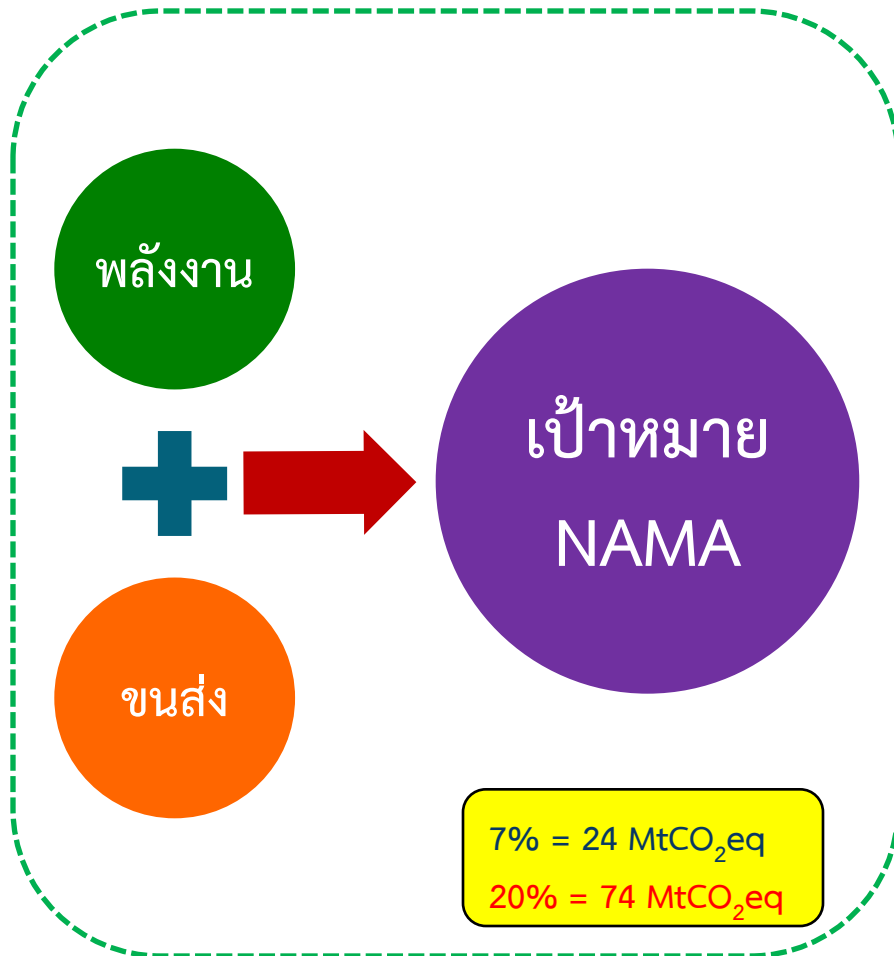 พลังงาน
ขนส่ง
เป้าหมาย
NAMA
7% = 24 MtCO₂eq
20% = 74 MtCO₂eq